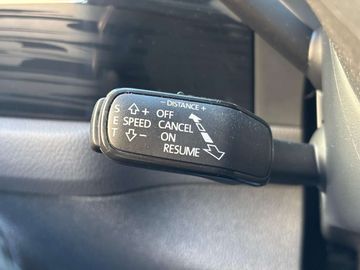 - DISTANCE +
S + OFF
E SPEED CANCEL
T - ON
RESUME